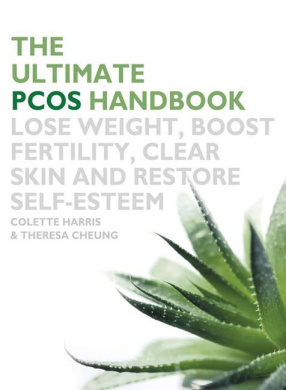 THE
ULTIMATE
PCOS HANDBOOK
LOSE WEIGHT, BOOST
FERTILITY, CLEAR
SKIN AND RESTORE
SELF-ESTEEM
COLETTE HARRIS
& THERESA CHEUNG